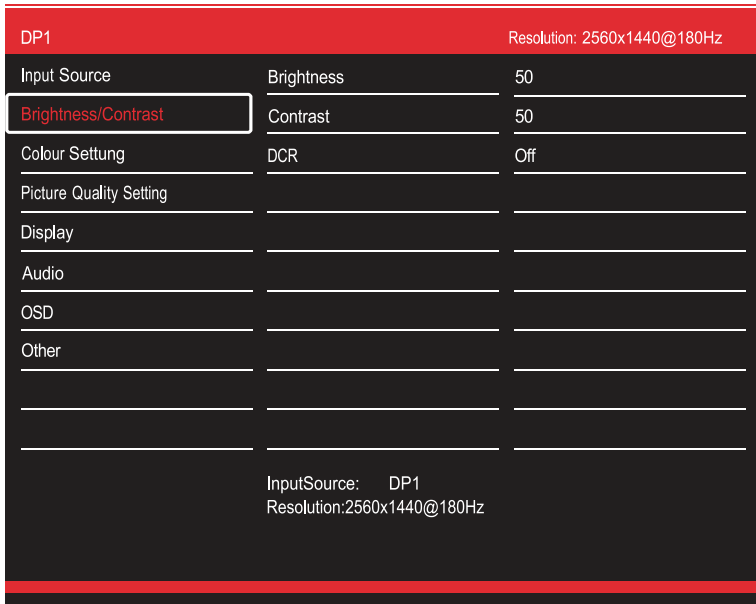 DP1 Resolution: 2560x1440@180Hz
Input Source Brightness 50
Brightness/Contrast Contrast 50
Colour Settung DCR Off
Picture Quality Setting
Display
Audio
OSD
Other
InputSource: DP1
Resolution:2560x1440@180Hz